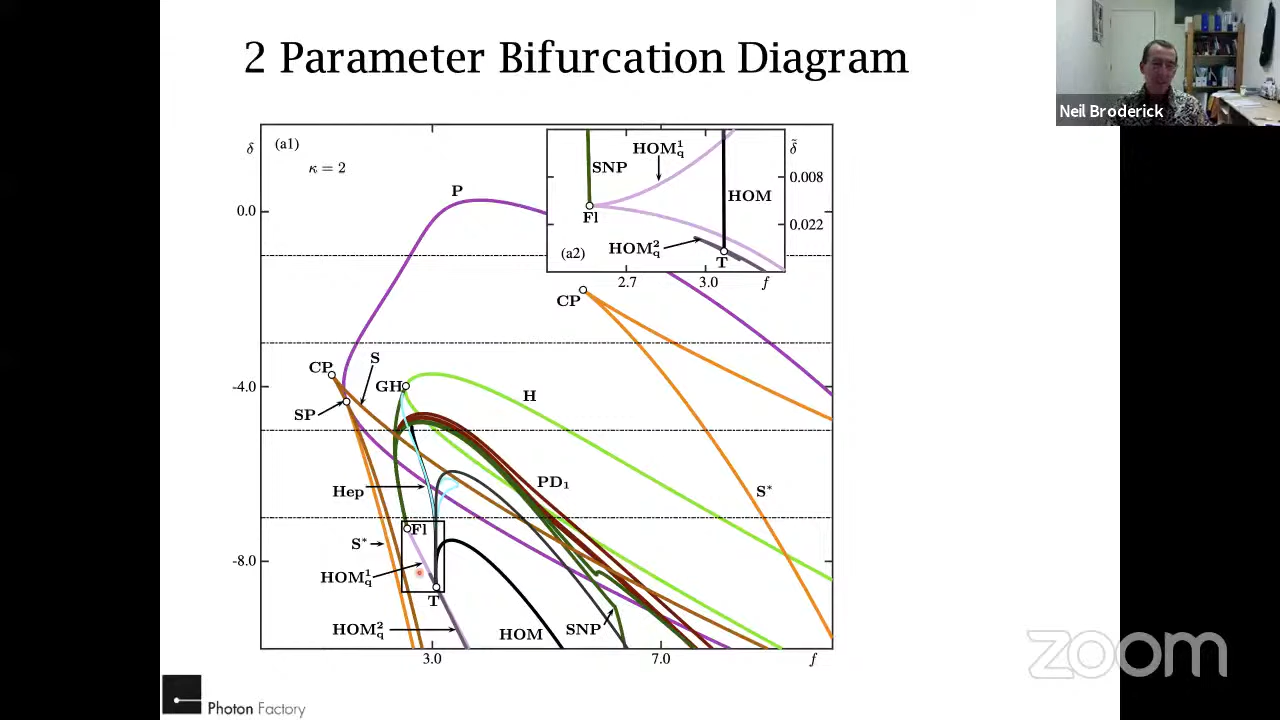 2 Parameter Bifurcation Diagram
Neil Broderick
δ
(a1)
κ = 2
P
0.0
HOM¹q
SNP
δ̃
0.008
HOM
Fl
0.022
HOM²q
(a2)
T
2.7
3.0
f
CP
CP
S
-4.0
GH
H
SP
Hep
PD₁
S*
Fl
S*
-8.0
HOM¹q
T
HOM²q
HOM
SNP
3.0
7.0
f
Photon Factory
zoom